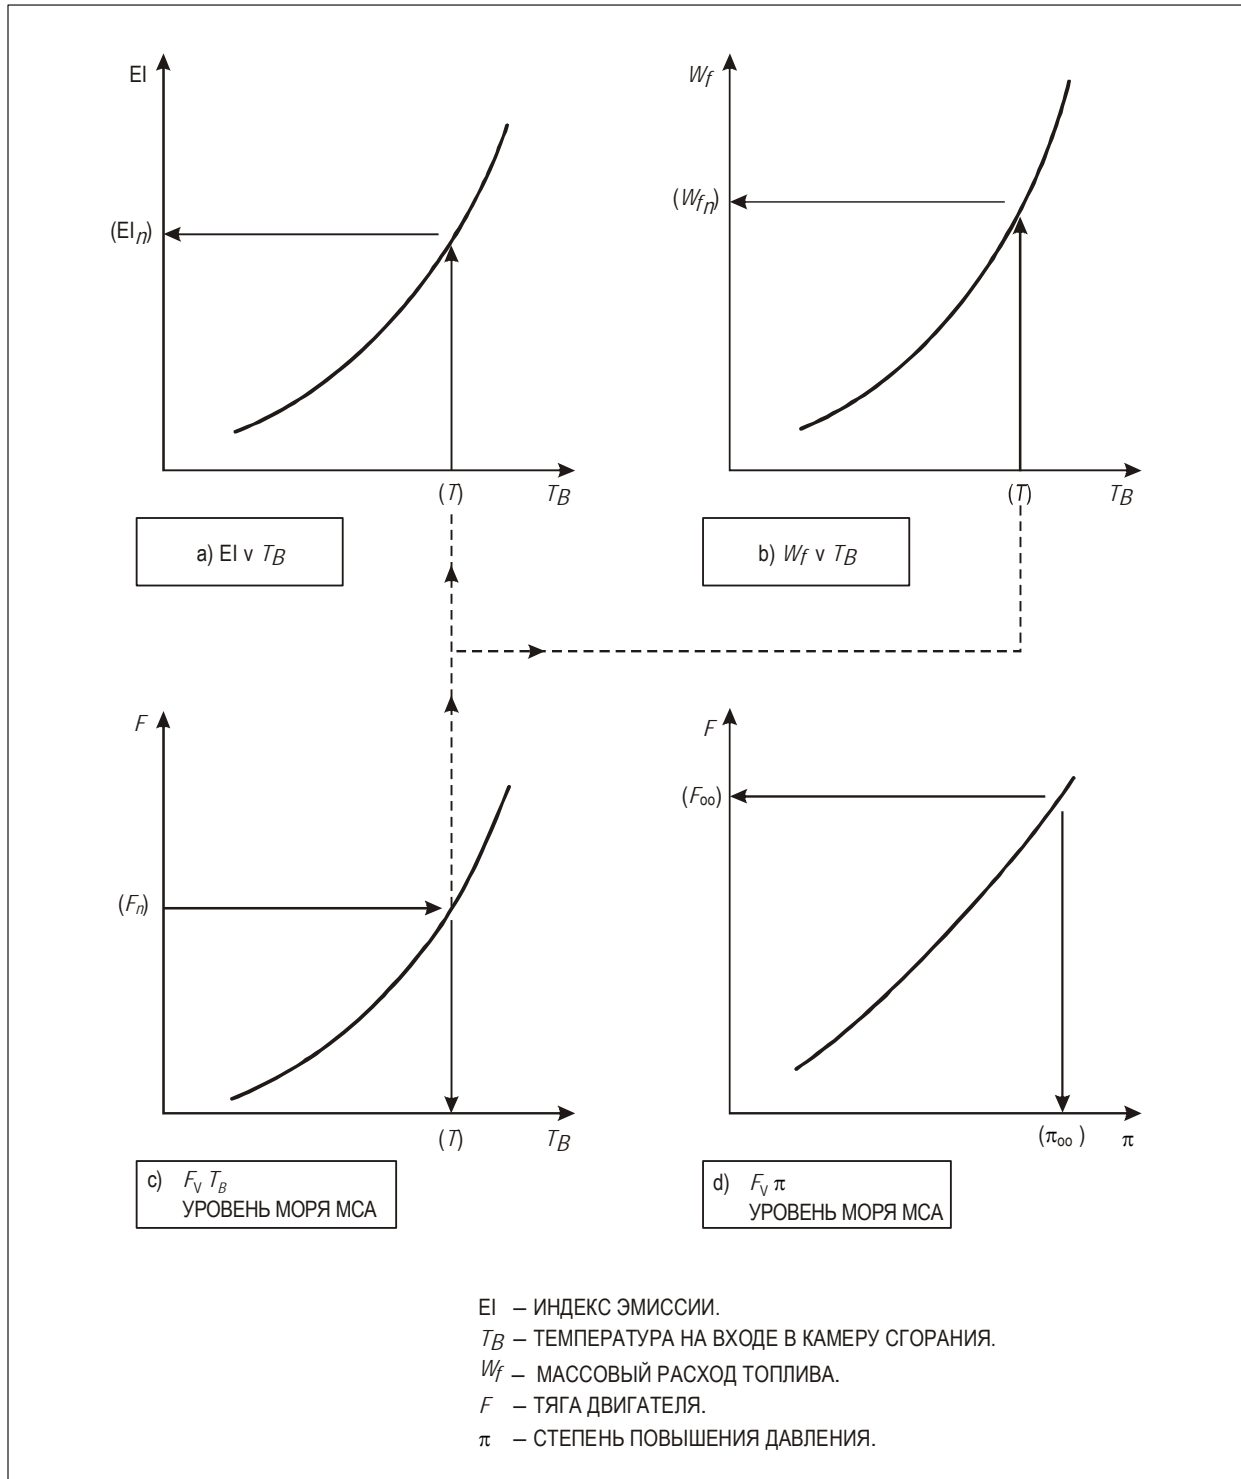 EI
(EIn)
(T) TB
a) EI v TB
Wf
(Wfn)
(T) TB
b) Wf v TB
F
(Fn)
(T) TB
c) Fv TB
УРОВЕНЬ МОРЯ МСА
F
(Foo)
(πoo) π
d) Fv π
УРОВЕНЬ МОРЯ МСА
EI – ИНДЕКС ЭМИССИИ.
TB – ТЕМПЕРАТУРА НА ВХОДЕ В КАМЕРУ СГОРАНИЯ.
Wf – МАССОВЫЙ РАСХОД ТОПЛИВА.
F – ТЯГА ДВИГАТЕЛЯ.
π – СТЕПЕНЬ ПОВЫШЕНИЯ ДАВЛЕНИЯ.